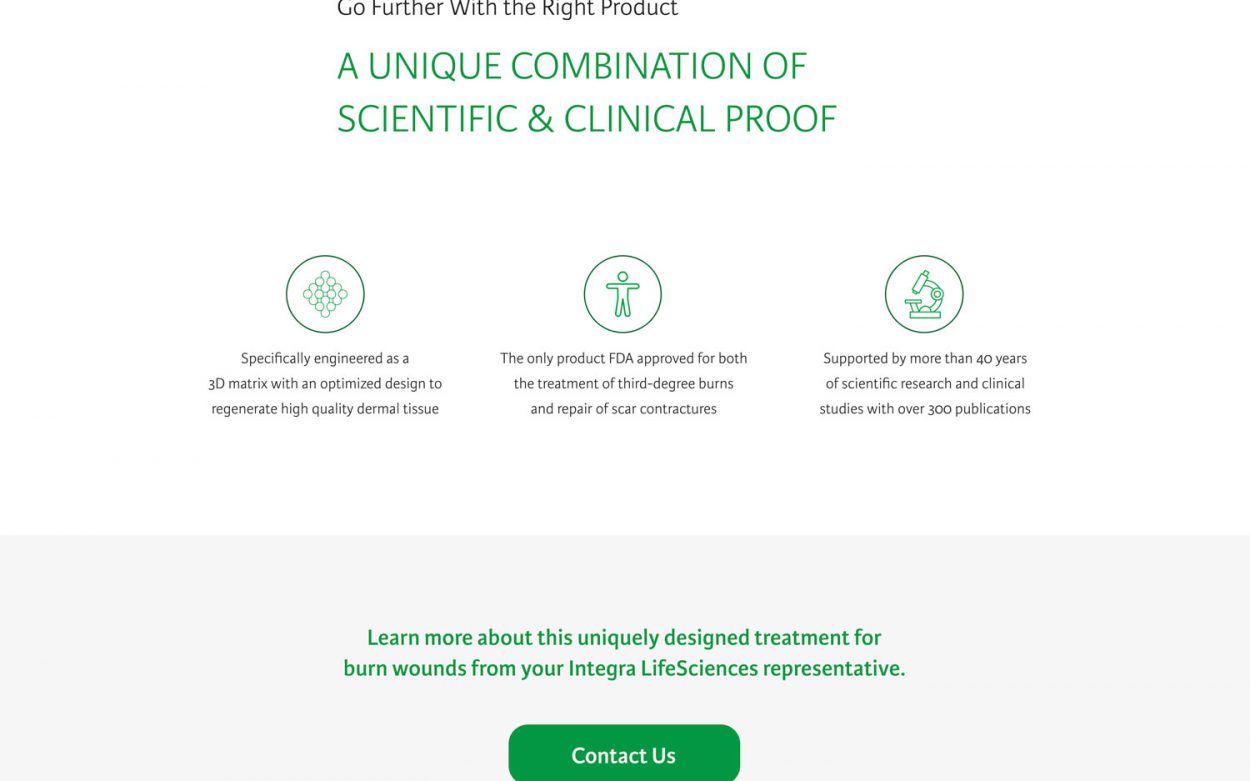 Go Further With the Right Product
A UNIQUE COMBINATION OF
SCIENTIFIC & CLINICAL PROOF
Specifically engineered as a
3D matrix with an optimized design to
regenerate high quality dermal tissue
The only product FDA approved for both
the treatment of third-degree burns
and repair of scar contractures
Supported by more than 40 years
of scientific research and clinical
studies with over 300 publications
Learn more about this uniquely designed treatment for
burn wounds from your Integra LifeSciences representative.
Contact Us